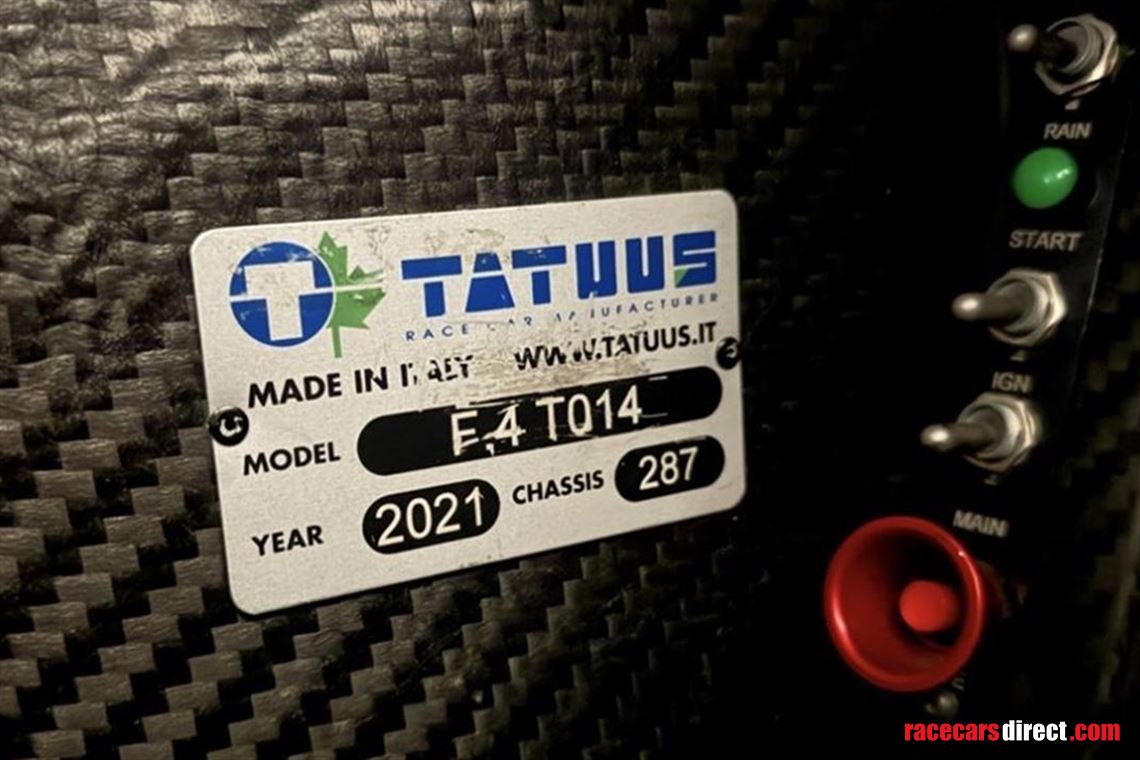 TATUUS
RACE CAR MANUFACTURER
MADE IN ITALY WWW.TATUUS.IT
MODEL F.4 T014
YEAR 2021 CHASSIS 287
RAIN
START
IGN
MAIN
racecarsdirect.com